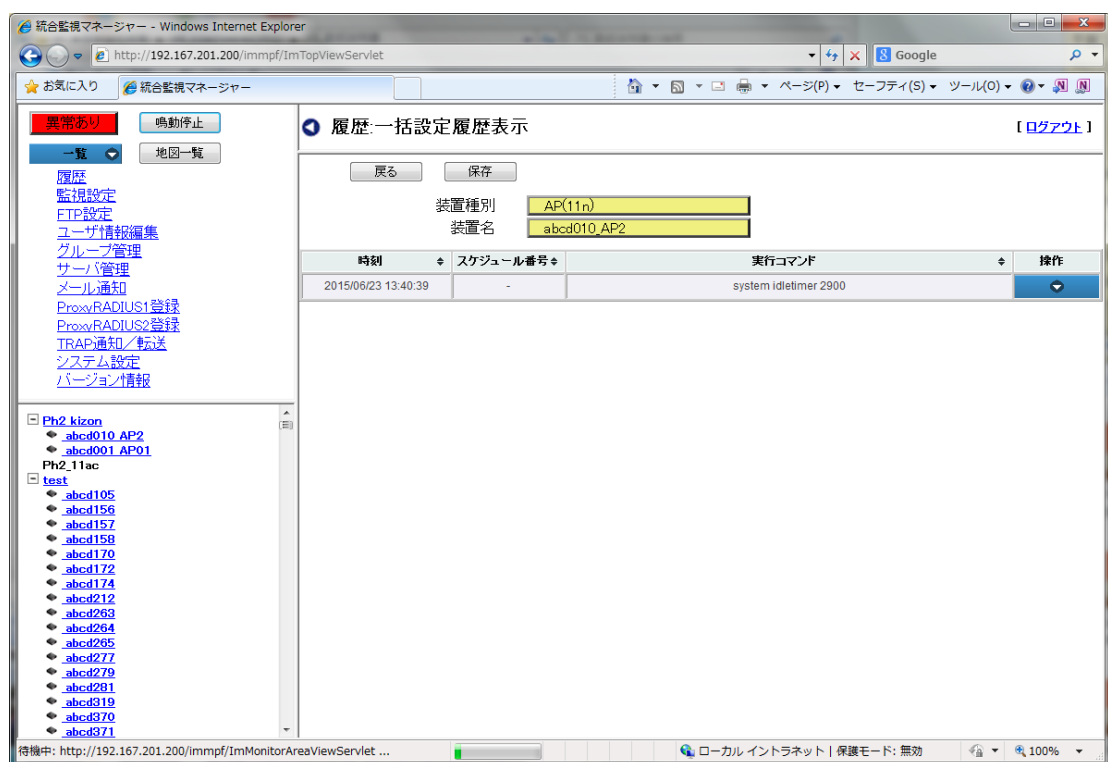 統合監視マネージャー - Windows Internet Explorer
http://192.167.201.200/immpf/ImTopViewServlet
Google
お気に入り
統合監視マネージャー
ページ(P)
セーフティ(S)
ツール(O)
異常あり
鳴動停止
一覧
地図一覧
履歴
監視設定
FTP設定
ユーザ情報編集
グループ管理
サーバ管理
メール通知
ProxyRADIUS1登録
ProxyRADIUS2登録
TRAP通知/転送
システム設定
バージョン情報
Ph2_kizon
abcd010_AP2
abcd001_AP01
Ph2_11ac
test
abcd105
abcd156
abcd157
abcd158
abcd170
abcd172
abcd174
abcd212
abcd263
abcd264
abcd265
abcd277
abcd279
abcd281
abcd319
abcd370
abcd371
履歴:一括設定履歴表示
[ ログアウト ]
戻る
保存
装置種別 AP(11n)
装置名 abcd010_AP2
時刻 スケジュール番号 実行コマンド 操作
2015/06/23 13:40:39 - system idletimer 2900
待機中: http://192.167.201.200/immpf/ImMonitorAreaViewServlet ...
ローカル イントラネット | 保護モード: 無効
100%